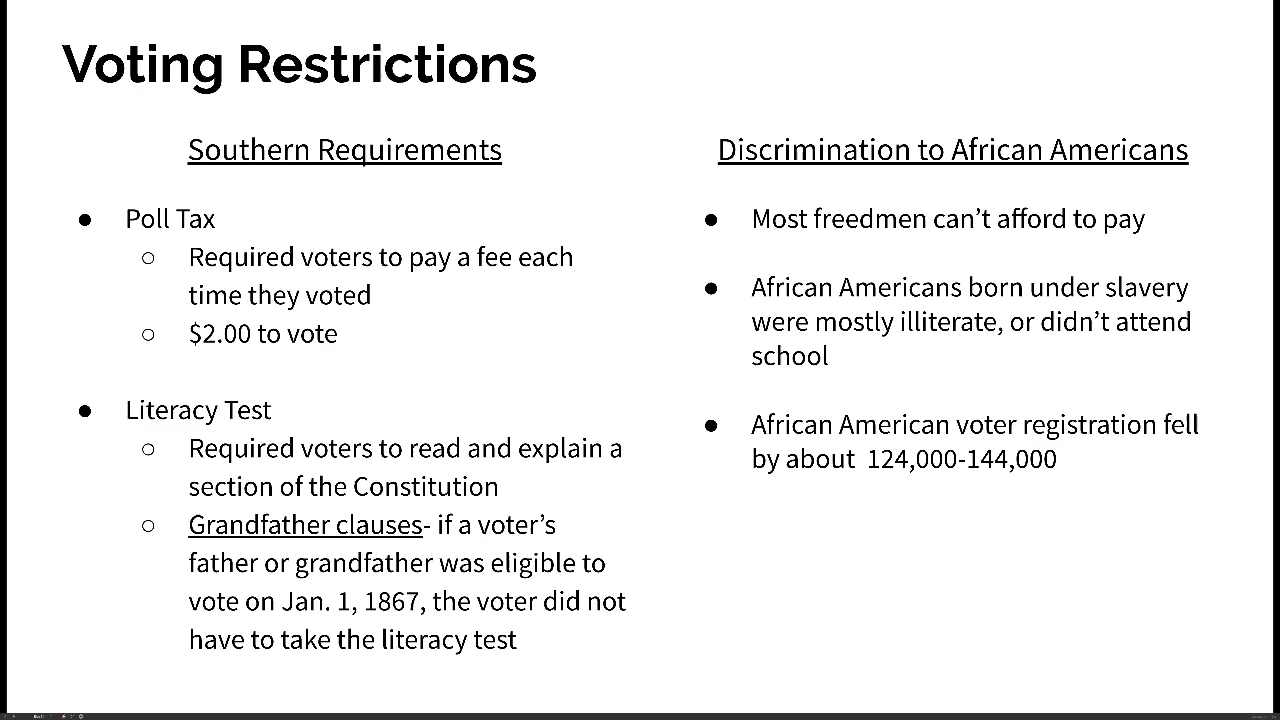 Voting Restrictions
Southern Requirements
● Poll Tax
○ Required voters to pay a fee each
time they voted
○ $2.00 to vote
● Literacy Test
○ Required voters to read and explain a
section of the Constitution
○ Grandfather clauses- if a voter’s
father or grandfather was eligible to
vote on Jan. 1, 1867, the voter did not
have to take the literacy test
Discrimination to African Americans
● Most freedmen can’t afford to pay
● African Americans born under slavery
were mostly illiterate, or didn’t attend
school
● African American voter registration fell
by about  124,000-144,000